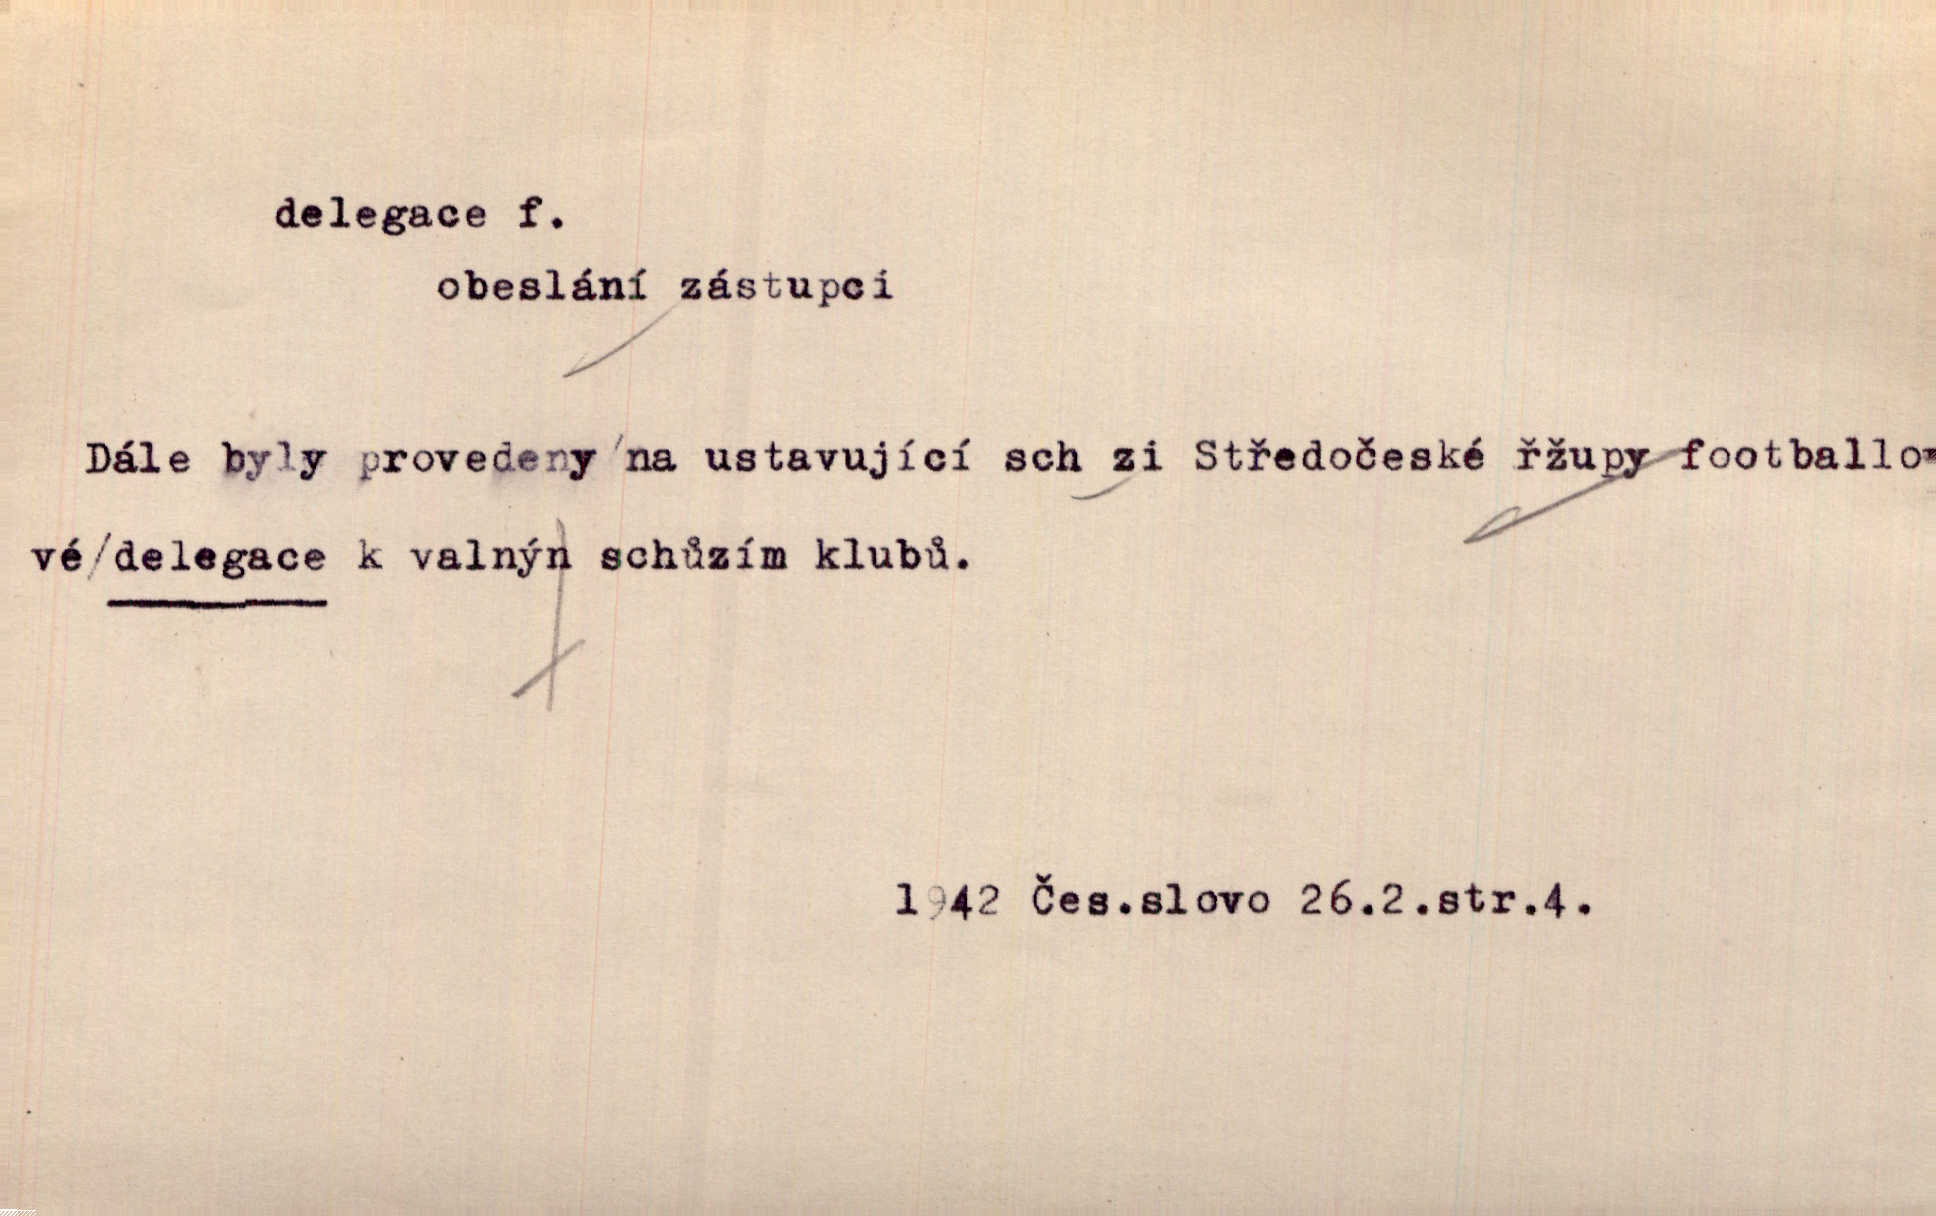 delegace f.
obeslání zástupci
Dále byly provedeny/na ustavující sch zi Středočeské řžupy footballo-
vé/delegace k valnýn schůzím klubů.
1942 Čes.slovo 26.2.str.4.